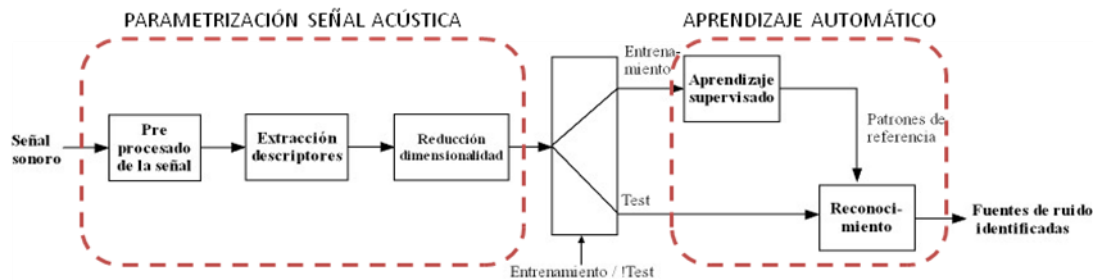 PARAMETRIZACIÓN SEÑAL ACÚSTICA
APRENDIZAJE AUTOMÁTICO
Señal
sonoro
Pre
procesado
de la señal
Extracción
descriptores
Reducción
dimensionalidad
Entrena-
miento
Test
Entrenamiento / !Test
Aprendizaje
supervisado
Patrones de
referencia
Reconoci-
miento
Fuentes de ruido
identificadas